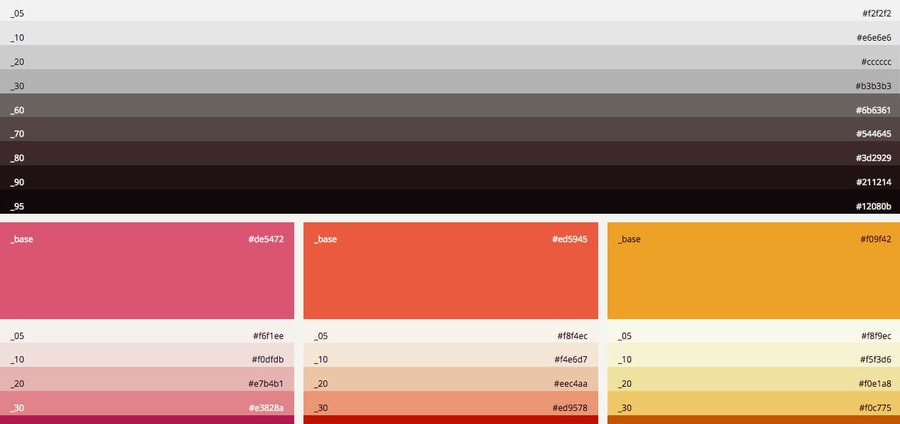 _05 #f2f2f2
_10 #e6e6e6
_20 #cccccc
_30 #b3b3b3
_60 #6b6361
_70 #544645
_80 #3d2929
_90 #211214
_95 #12080b
_base #de5472
_05 #f6f1ee
_10 #f0dfdb
_20 #e7b4b1
_30 #e3828a
_base #ed5945
_05 #f8f4ec
_10 #f4e6d7
_20 #eec4aa
_30 #ed9578
_base #f09f42
_05 #f8f9ec
_10 #f5f3d6
_20 #f0e1a8
_30 #f0c775